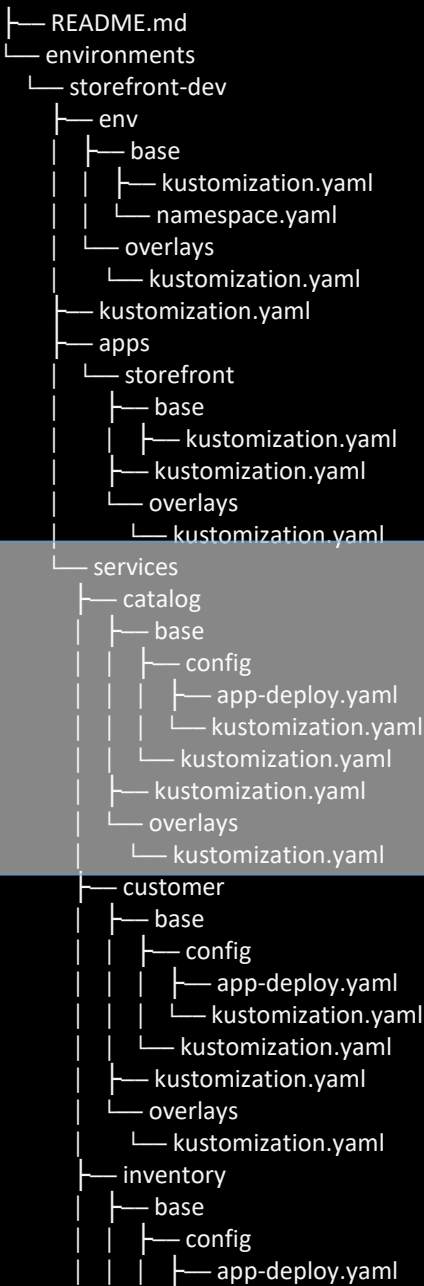 ├── README.md
└── environments
└── storefront-dev
├── env
│ ├── base
│ │ ├── kustomization.yaml
│ │ └── namespace.yaml
│ └── overlays
│ └── kustomization.yaml
├── kustomization.yaml
├── apps
│ └── storefront
│ ├── base
│ │ ├── kustomization.yaml
│ ├── kustomization.yaml
│ └── overlays
│ └── kustomization.yaml
└── services
├── catalog
│ ├── base
│ │ ├── config
│ │ │ ├── app-deploy.yaml
│ │ │ └── kustomization.yaml
│ │ └── kustomization.yaml
│ ├── kustomization.yaml
│ └── overlays
│ └── kustomization.yaml
├── customer
│ ├── base
│ │ ├── config
│ │ │ ├── app-deploy.yaml
│ │ │ └── kustomization.yaml
│ │ └── kustomization.yaml
│ ├── kustomization.yaml
│ └── overlays
│ └── kustomization.yaml
├── inventory
│ ├── base
│ │ ├── config
│ │ │ ├── app-deploy.yaml